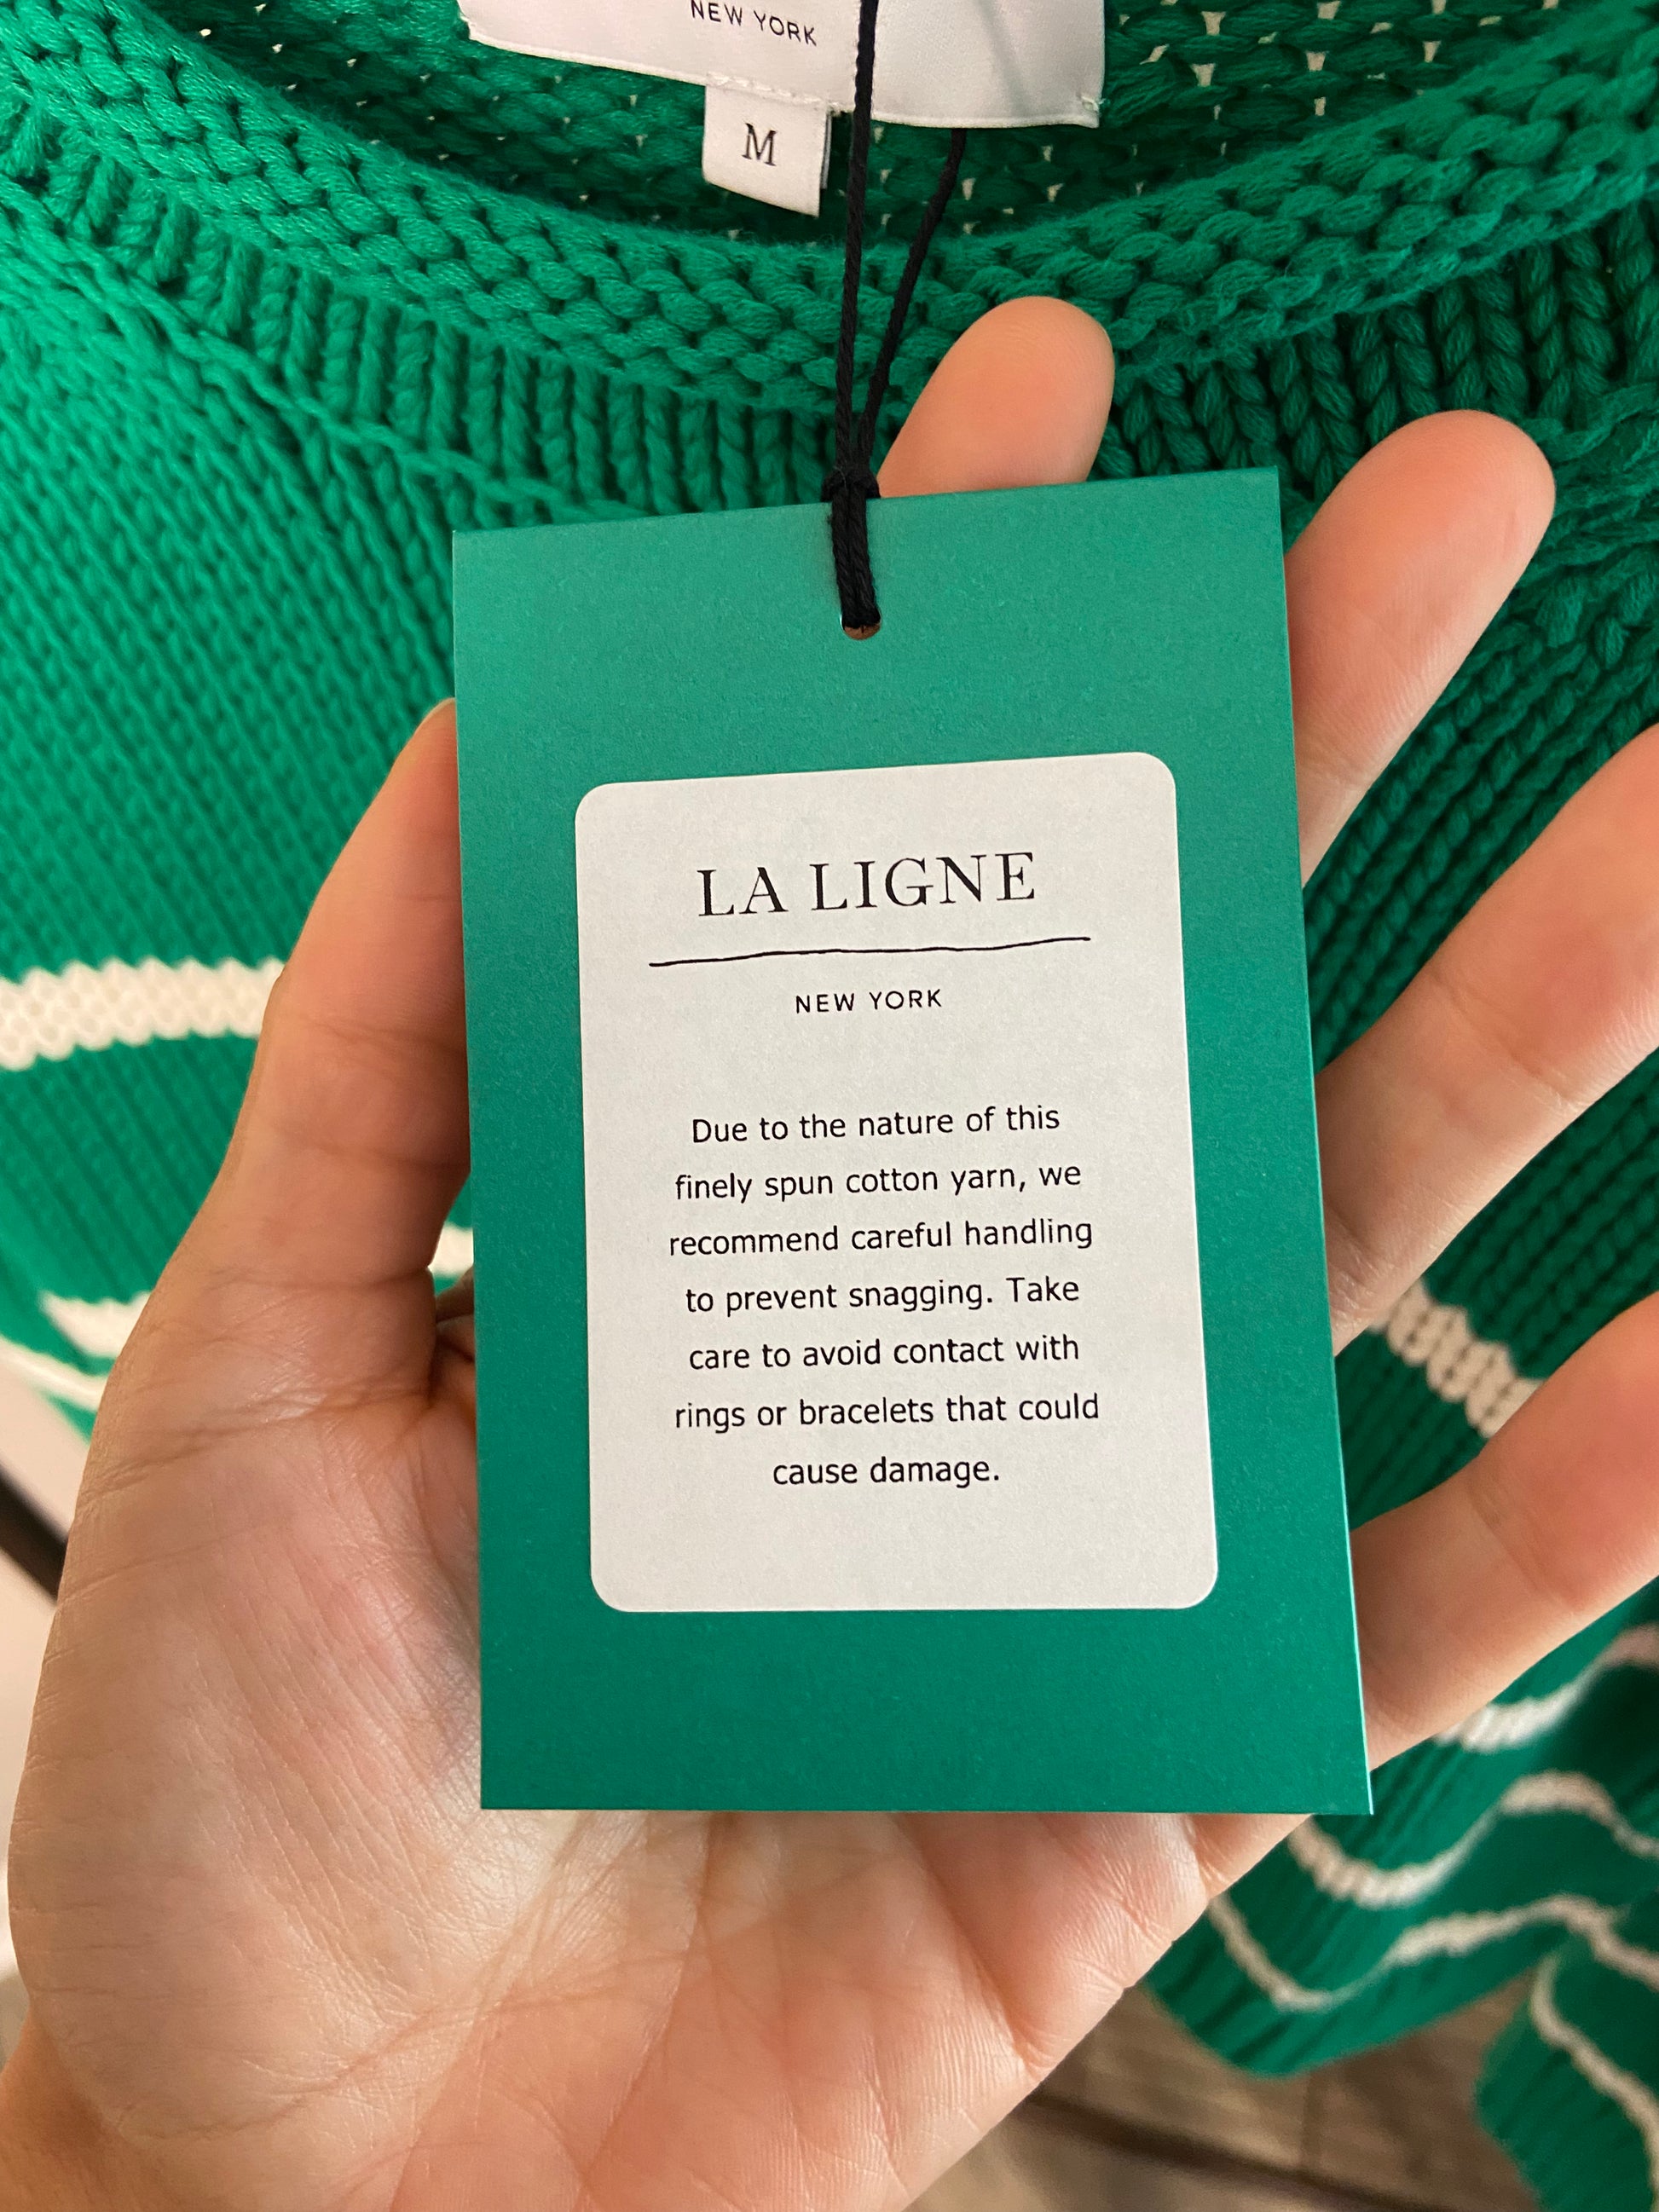 NEW YORK
M
LA LIGNE
NEW YORK
Due to the nature of this
finely spun cotton yarn, we
recommend careful handling
to prevent snagging. Take
care to avoid contact with
rings or bracelets that could
cause damage.